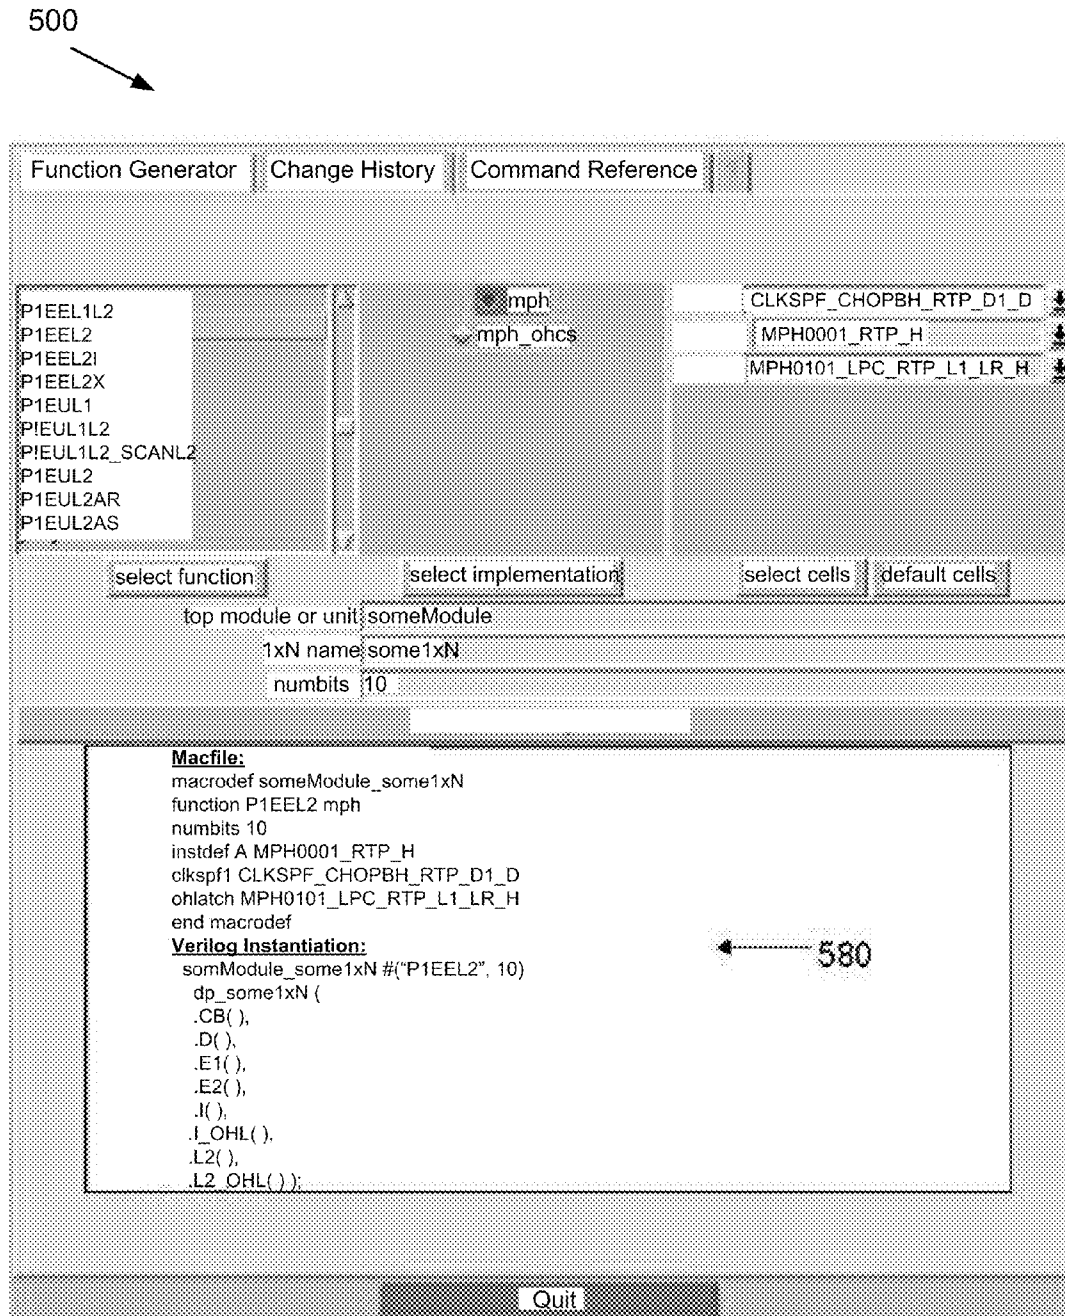 500
Function Generator Change History Command Reference
P1EEL1L2
P1EEL2
P1EEL2I
P1EEL2X
P1EUL1
P!EUL1L2
P!EUL1L2_SCANL2
P1EUL2
P1EUL2AR
P1EUL2AS
mph
mph_ohcs
CLKSPF_CHOPBH_RTP_D1_D
MPH0001_RTP_H
MPH0101_LPC_RTP_L1_LR_H
select function select implementation select cells default cells
top module or unit someModule
1xN name some1xN
numbits 10
Macfile:
macrodef someModule_some1xN
function P1EEL2 mph
numbits 10
instdef A MPH0001_RTP_H
clkspf1 CLKSPF_CHOPBH_RTP_D1_D
ohlatch MPH0101_LPC_RTP_L1_LR_H
end macrodef
Verilog Instantiation:
somModule_some1xN #("P1EEL2", 10)
dp_some1xN (
.CB( ),
.D( ),
.E1( ),
.E2( ),
.I( ),
.I_OHL( ),
.L2( ),
.L2_OHL( ) );
580
Quit